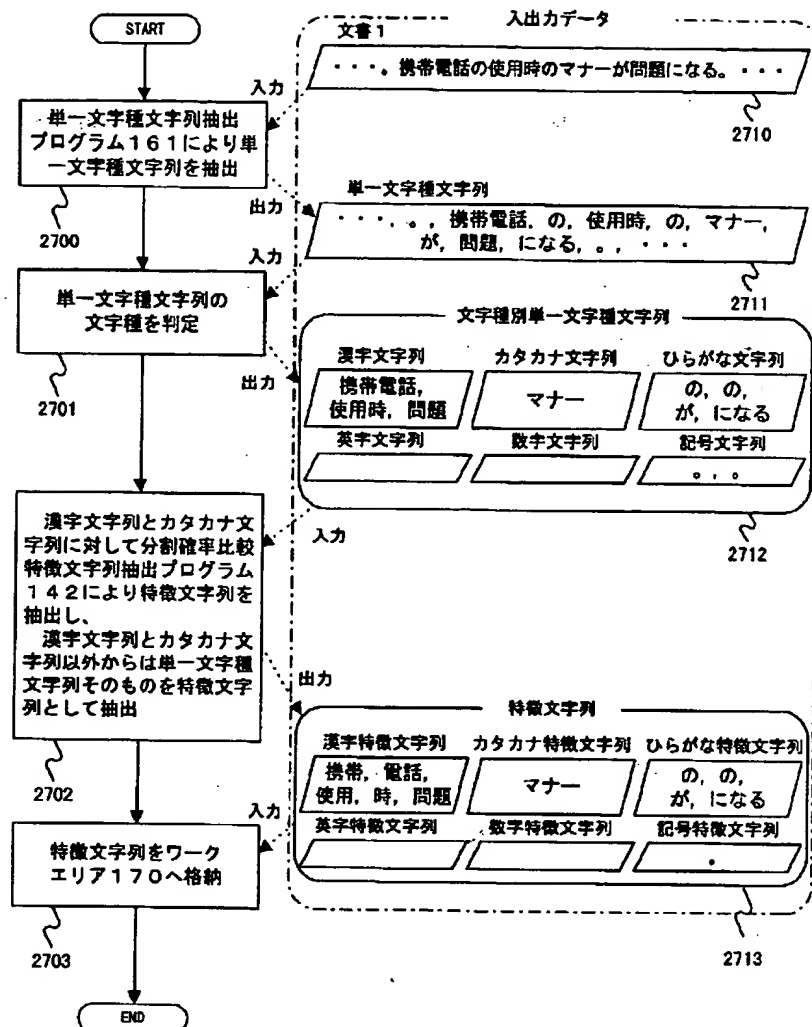 START
単一文字種文字列抽出
プログラム161により単
一文字種文字列を抽出
2700
単一文字種文字列の
文字種を判定
2701
漢字文字列とカタカナ文
字列に対して分割確率比較
特徴文字列抽出プログラム
142により特徴文字列を
抽出し、
漢字文字列とカタカナ文
字列以外からは単一文字種
文字列そのものを特徴文字
列として抽出
2702
特徴文字列をワーク
エリア170へ格納
2703
END
入力
出力
入力
出力
入力
出力
入力
入出力データ
文書1
・・・。携帯電話の使用時のマナーが問題になる。・・・
2710
単一文字種文字列
・・・,。,携帯電話,の,使用時,の,マナー,
が,問題,になる,。,・・・
2711
文字種別単一文字種文字列
漢字文字列 カタカナ文字列 ひらがな文字列
携帯電話,
使用時,問題
マナー
の,の,
が,になる
英字文字列 数字文字列 記号文字列
。,。
2712
特徴文字列
漢字特徴文字列 カタカナ特徴文字列 ひらがな特徴文字列
携帯,電話,
使用,時,問題
マナー
の,の,
が,になる
英字特徴文字列 数字特徴文字列 記号特徴文字列
2713